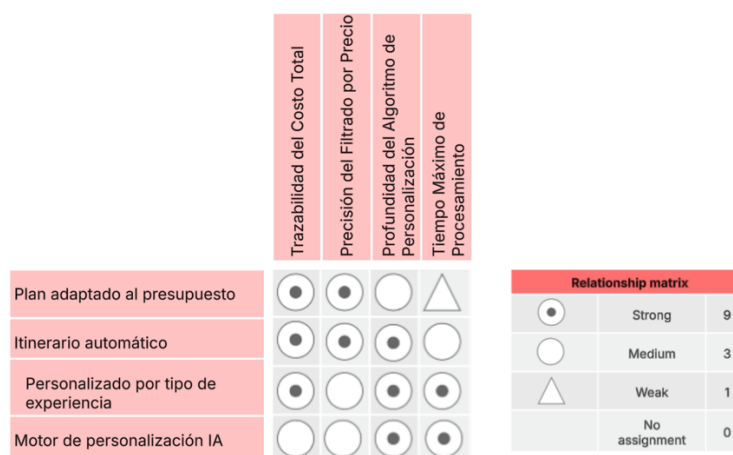 Trazabilidad del Costo Total
Precisión del Filtrado por Precio
Profundidad del Algoritmo de
Personalización
Tiempo Máximo de
Procesamiento
Plan adaptado al presupuesto
Itinerario automático
Personalizado por tipo de
experiencia
Motor de personalización IA
Relationship matrix
Strong 9
Medium 3
Weak 1
No
assignment 0